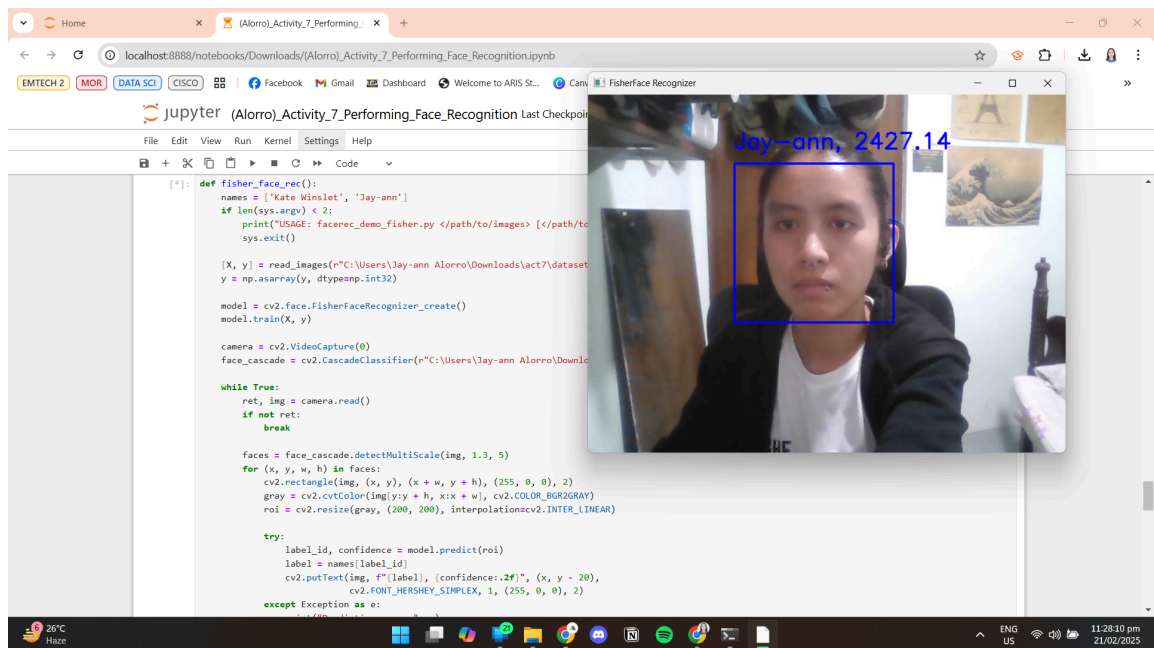 Home
(Alorro)_Activity_7_Performing_
localhost:8888/notebooks/Downloads/(Alorro)_Activity_7_Performing_Face_Recognition.ipynb
EMTECH 2
MOR
DATA SCI
CISCO
Facebook
Gmail
Dashboard
Welcome to ARIS St...
Canv
FisherFace Recognizer
jupyter (Alorro)_Activity_7_Performing_Face_Recognition Last Checkpoin
File Edit View Run Kernel Settings Help
Code
Jay-ann, 2427.14
[*]: def fisher_face_rec():
names = ['Kate Winslet', 'Jay-ann']
if len(sys.argv) < 2:
print("USAGE: facerec_demo_fisher.py </path/to/images> [</path/to
sys.exit()
[X, y] = read_images(r"C:\Users\Jay-ann Alorro\Downloads\act7\dataset
y = np.asarray(y, dtype=np.int32)
model = cv2.face.FisherFaceRecognizer_create()
model.train(X, y)
camera = cv2.VideoCapture(0)
face_cascade = cv2.CascadeClassifier(r"C:\Users\Jay-ann Alorro\Downlo
while True:
ret, img = camera.read()
if not ret:
break
faces = face_cascade.detectMultiScale(img, 1.3, 5)
for (x, y, w, h) in faces:
cv2.rectangle(img, (x, y), (x + w, y + h), (255, 0, 0), 2)
gray = cv2.cvtColor(img[y:y + h, x:x + w], cv2.COLOR_BGR2GRAY)
roi = cv2.resize(gray, (200, 200), interpolation=cv2.INTER_LINEAR)
try:
label_id, confidence = model.predict(roi)
label = names[label_id]
cv2.putText(img, f"{label}, {confidence:.2f}", (x, y - 20),
cv2.FONT_HERSHEY_SIMPLEX, 1, (255, 0, 0), 2)
except Exception as e:
6
26°C
Haze
21
ENG
US
11:28:10 pm
21/02/2025